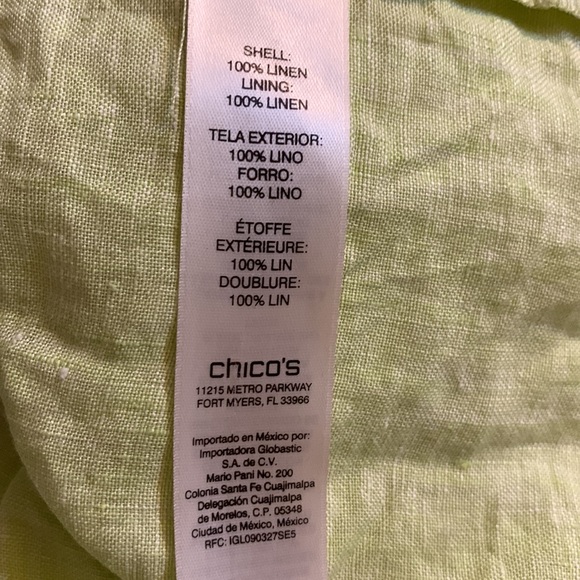 SHELL:
100% LINEN
LINING:
100% LINEN
TELA EXTERIOR:
100% LINO
FORRO:
100% LINO
ÉTOFFE
EXTÉRIEURE:
100% LIN
DOUBLURE:
100% LIN
chico's
11215 METRO PARKWAY
FORT MYERS, FL 33966
Importado en México por:
Importadora Globastic
S.A. de C.V.
Mario Pani No. 200
Colonia Santa Fe Cuajimalpa
Delegación Cuajimalpa
de Morelos, C.P. 05348
Ciudad de México, México
RFC: IGL090327SE5